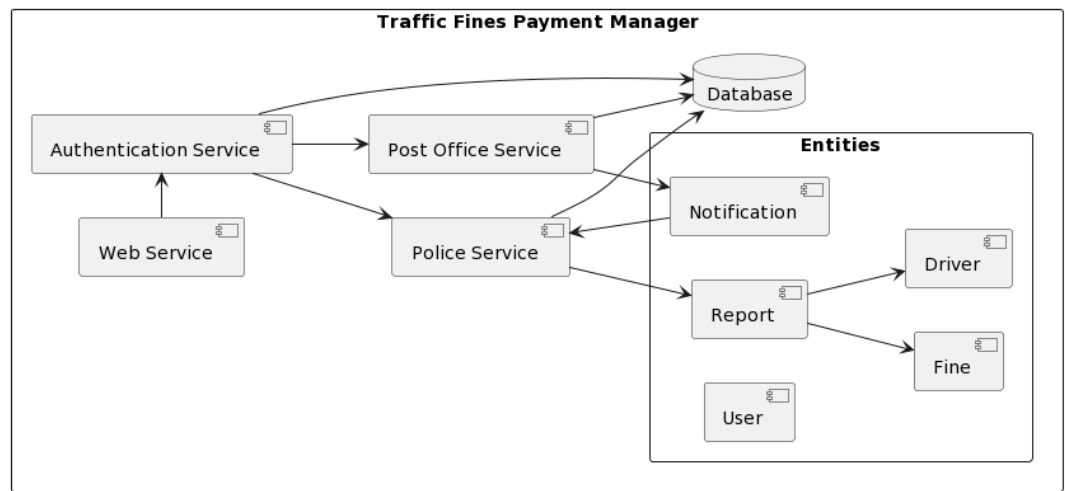 Traffic Fines Payment Manager
Database
Authentication Service
Post Office Service
Entities
Notification
Web Service
Police Service
Driver
Report
Fine
User